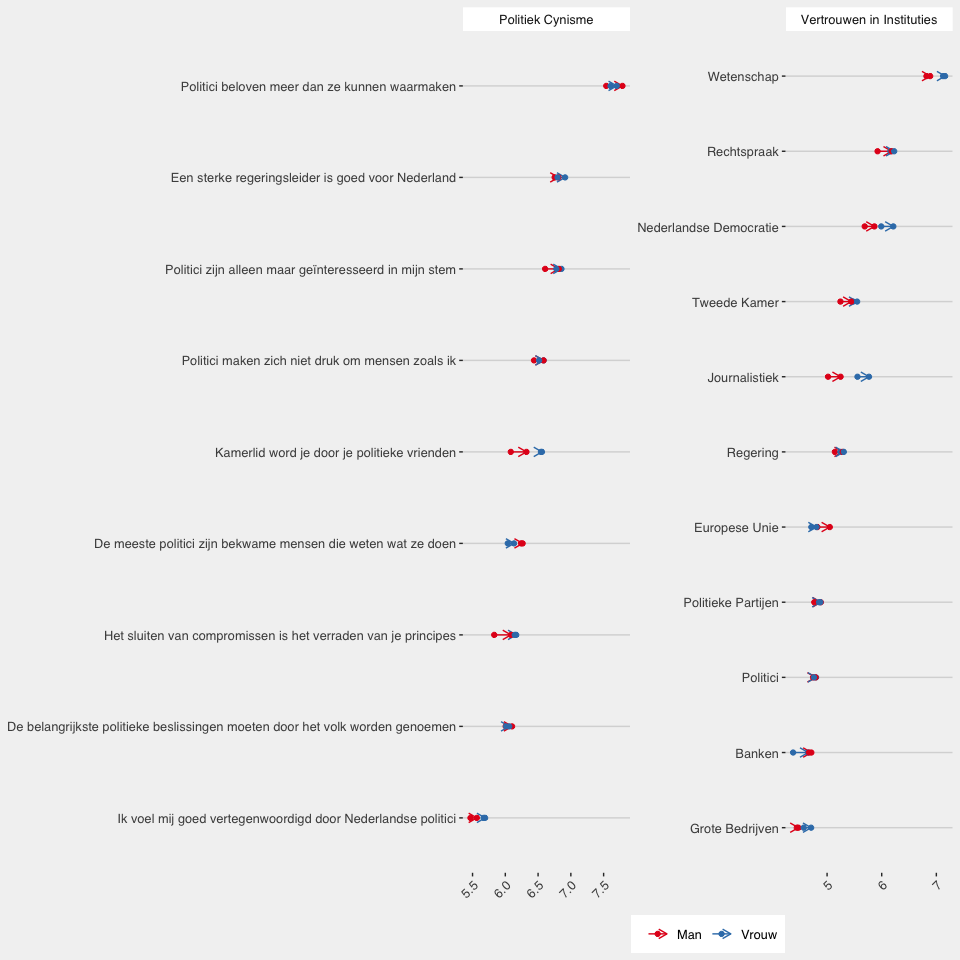 Politiek Cynisme
Politici beloven meer dan ze kunnen waarmaken
Een sterke regeringsleider is goed voor Nederland
Politici zijn alleen maar geïnteresseerd in mijn stem
Politici maken zich niet druk om mensen zoals ik
Kamerlid word je door je politieke vrienden
De meeste politici zijn bekwame mensen die weten wat ze doen
Het sluiten van compromissen is het verraden van je principes
De belangrijkste politieke beslissingen moeten door het volk worden genoemen
Ik voel mij goed vertegenwoordigd door Nederlandse politici
5.5 6.0 6.5 7.0 7.5
Vertrouwen in Instituties
Wetenschap
Rechtspraak
Nederlandse Democratie
Tweede Kamer
Journalistiek
Regering
Europese Unie
Politieke Partijen
Politici
Banken
Grote Bedrijven
5 6 7
Man Vrouw